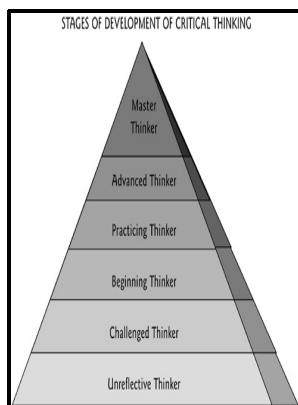 STAGES OF DEVELOPMENT OF CRITICAL THINKING
Master
Thinker
Advanced Thinker
Practicing Thinker
Beginning Thinker
Challenged Thinker
Unreflective Thinker